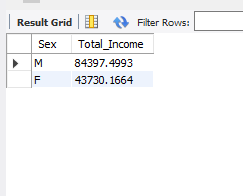 Result Grid Filter Rows:
Sex Total_Income
M 84397.4993
F 43730.1664